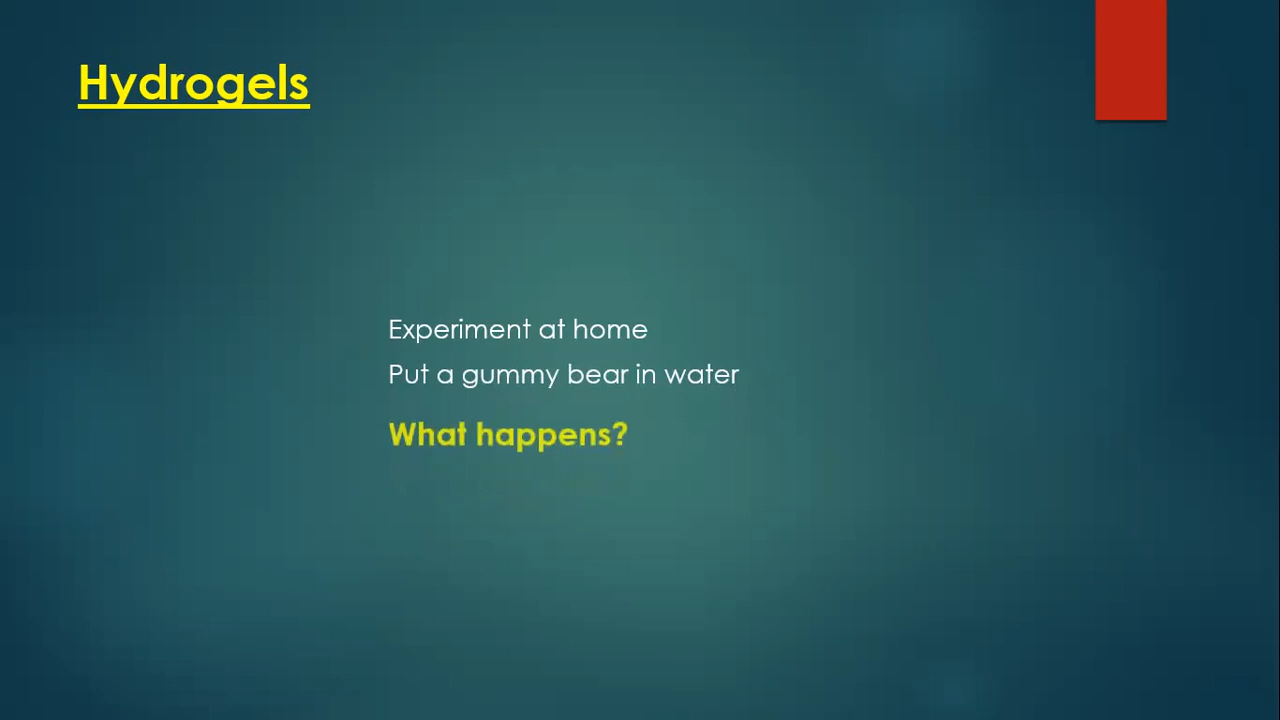 Hydrogels
Experiment at home
Put a gummy bear in water
What happens?